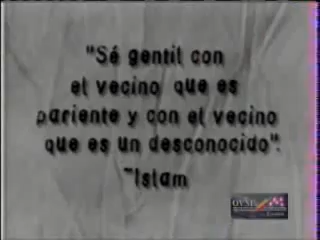 "Sé gentil con
el vecino que es
pariente y con el vecino
que es un desconocido".
~Islam